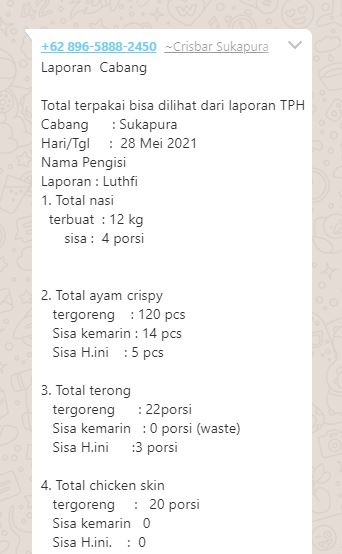 +62 896-5888-2450 ~Crisbar Sukapura
Laporan Cabang
Total terpakai bisa dilihat dari laporan TPH
Cabang : Sukapura
Hari/Tgl : 28 Mei 2021
Nama Pengisi
Laporan : Luthfi
1. Total nasi
terbuat : 12 kg
sisa : 4 porsi
2. Total ayam crispy
tergoreng : 120 pcs
Sisa kemarin : 14 pcs
Sisa H.ini : 5 pcs
3. Total terong
tergoreng : 22porsi
Sisa kemarin : 0 porsi (waste)
Sisa H.ini :3 porsi
4. Total chicken skin
tergoreng : 20 porsi
Sisa kemarin 0
Sisa H.ini. : 0